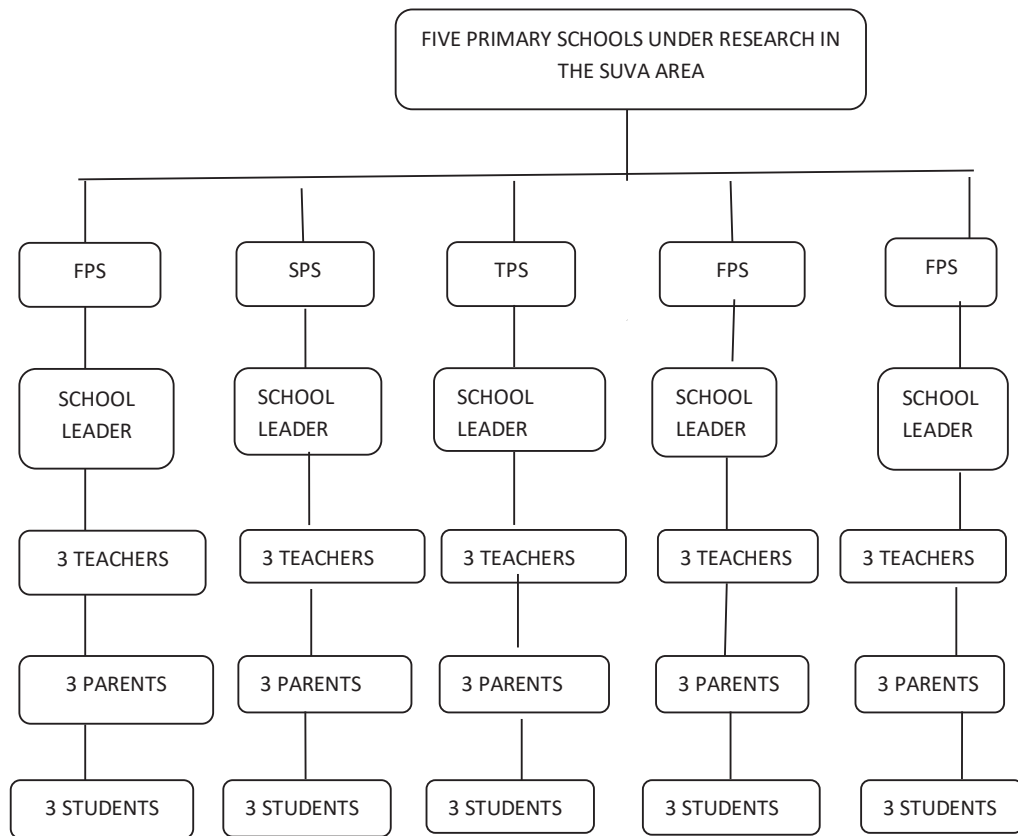 FIVE PRIMARY SCHOOLS UNDER RESEARCH IN
THE SUVA AREA
FPS
SPS
TPS
FPS
FPS
SCHOOL
LEADER
SCHOOL
LEADER
SCHOOL
LEADER
SCHOOL
LEADER
SCHOOL
LEADER
3 TEACHERS
3 TEACHERS
3 TEACHERS
3 TEACHERS
3 TEACHERS
3 PARENTS
3 PARENTS
3 PARENTS
3 PARENTS
3 PARENTS
3 STUDENTS
3 STUDENTS
3 STUDENTS
3 STUDENTS
3 STUDENTS